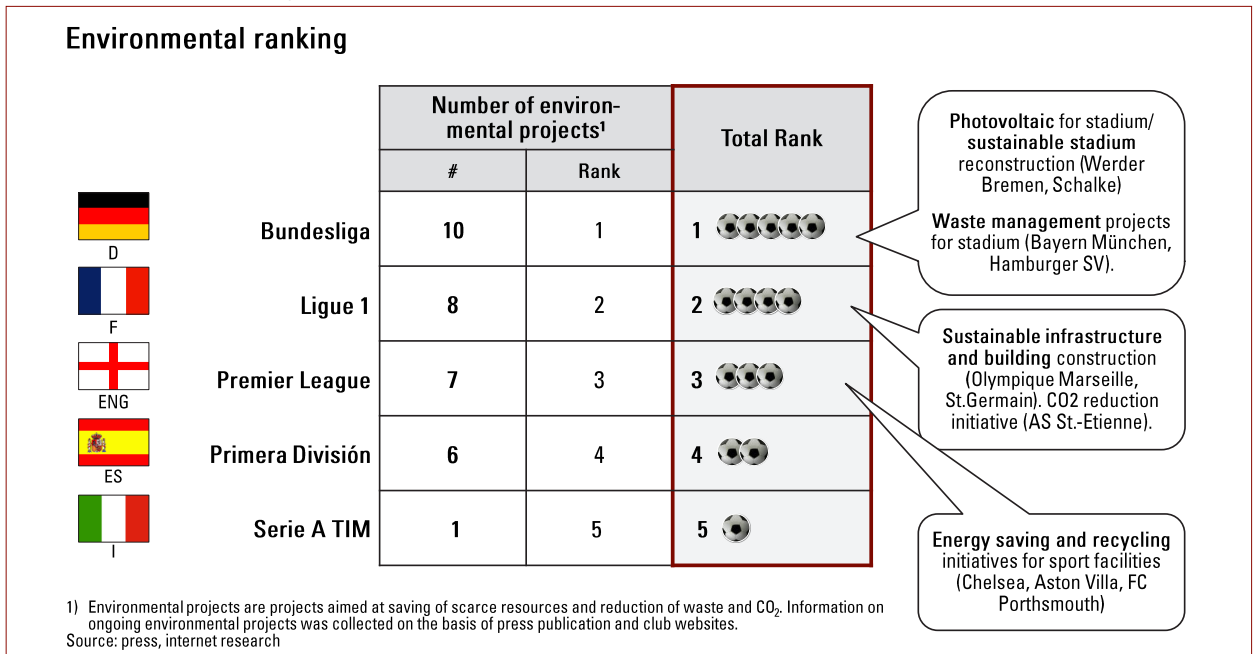 Environmental ranking
Number of environ-
mental projects¹
Total Rank
#
Rank
D
Bundesliga
10
1
1
F
Ligue 1
8
2
2
ENG
Premier League
7
3
3
ES
Primera División
6
4
4
I
Serie A TIM
1
5
5
Photovoltaic for stadium/
sustainable stadium
reconstruction (Werder
Bremen, Schalke)
Waste management projects
for stadium (Bayern München,
Hamburger SV).
Sustainable infrastructure
and building construction
(Olympique Marseille,
St.Germain). CO2 reduction
initiative (AS St.-Etienne).
Energy saving and recycling
initiatives for sport facilities
(Chelsea, Aston Villa, FC
Porthsmouth)
1) Environmental projects are projects aimed at saving of scarce resources and reduction of waste and CO₂. Information on
ongoing environmental projects was collected on the basis of press publication and club websites.
Source: press, internet research